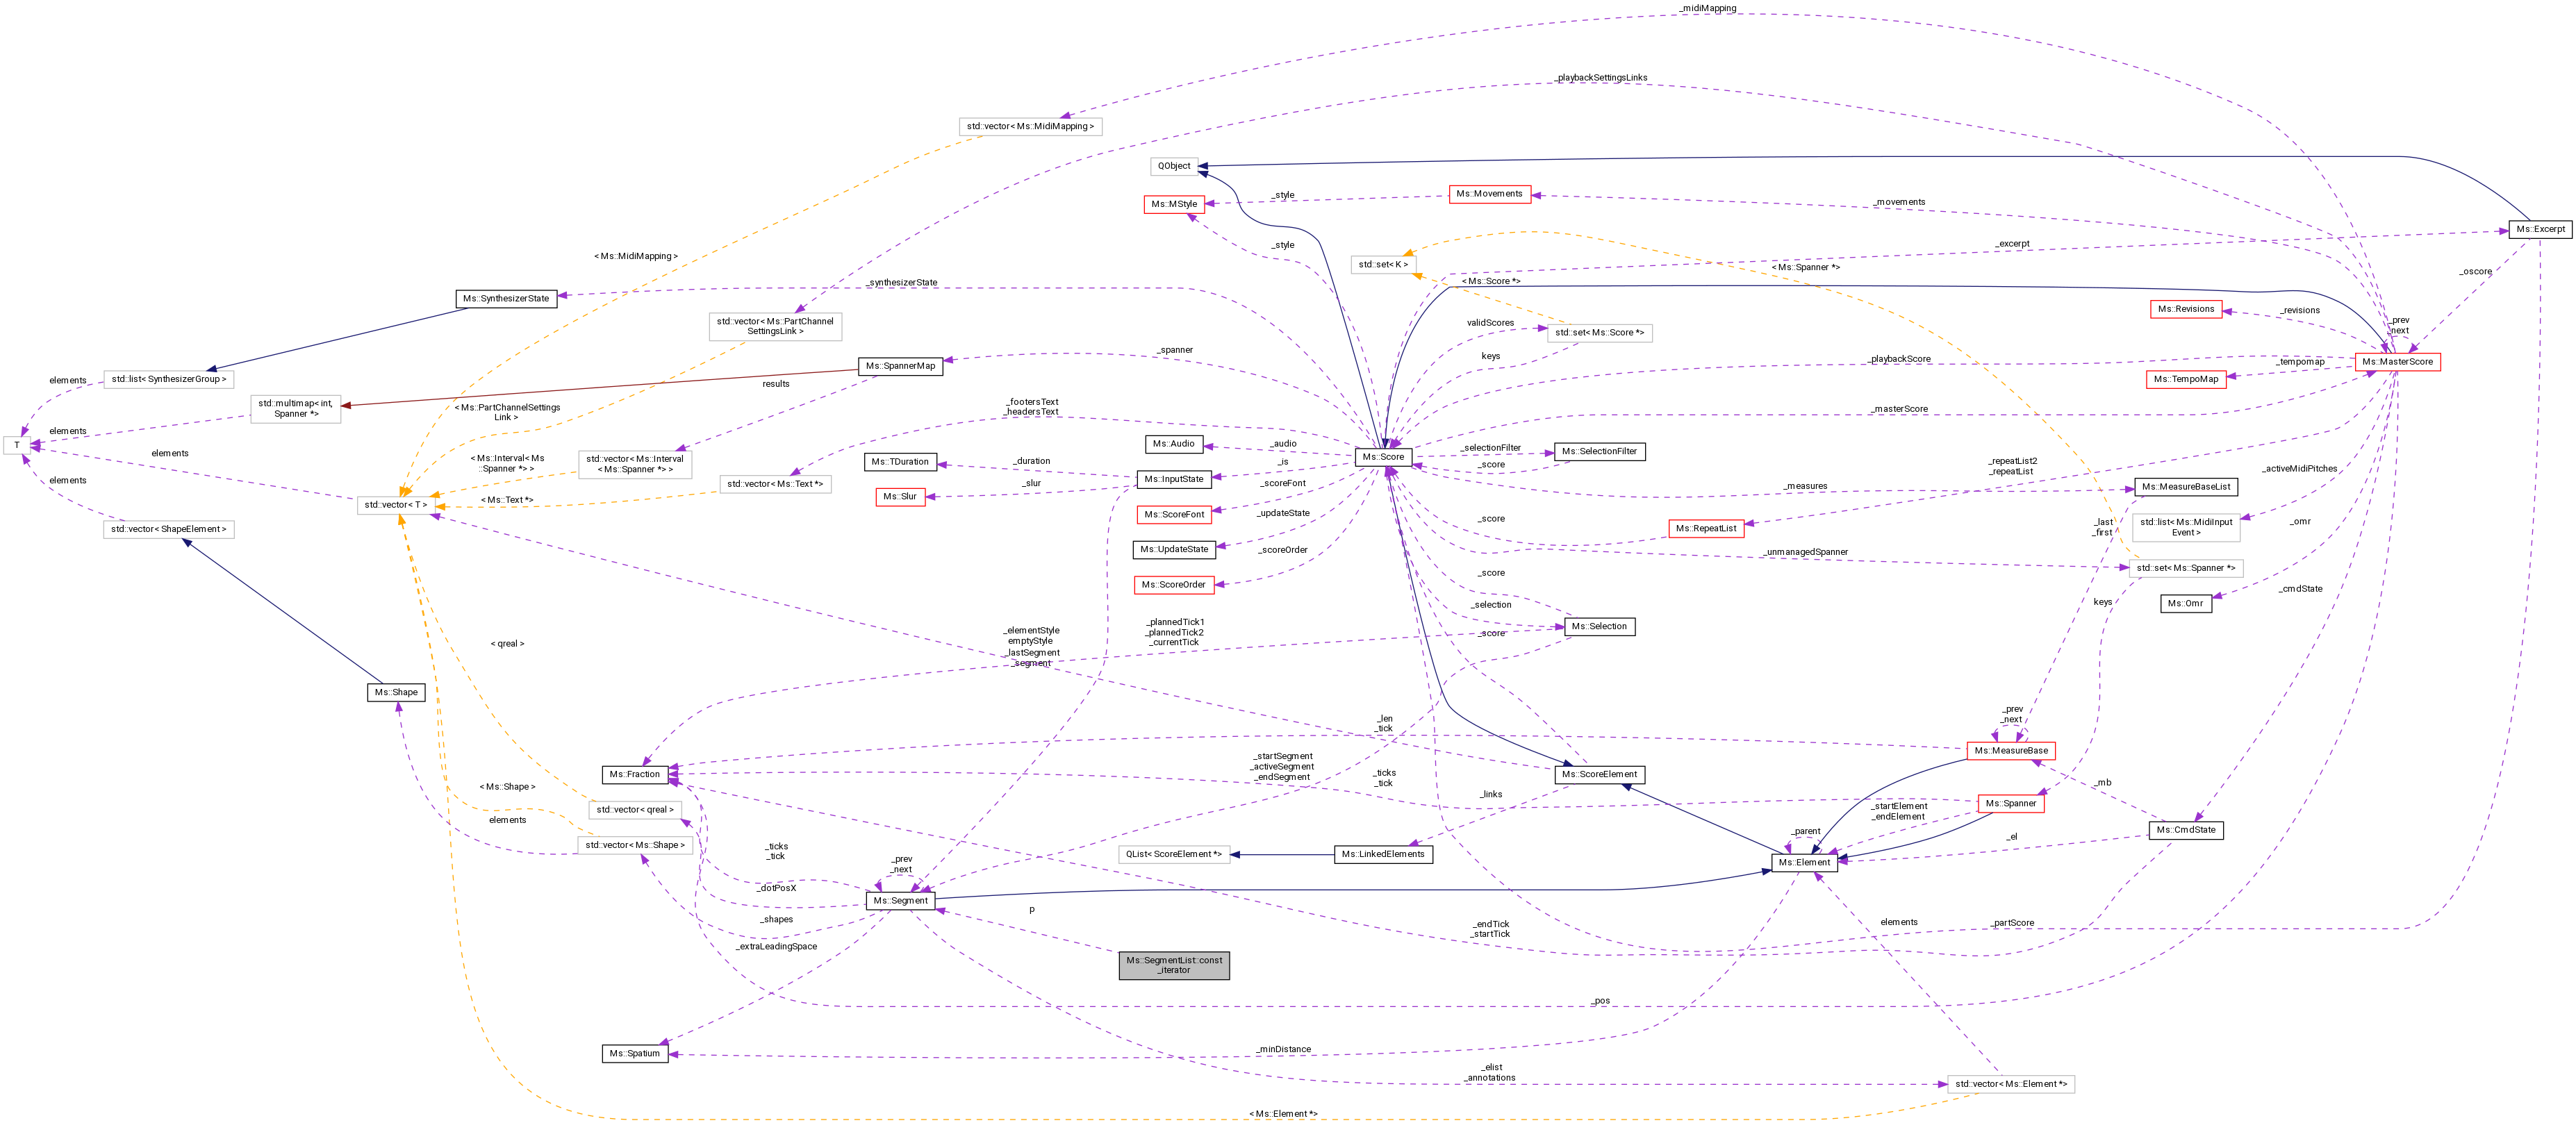 _midiMapping
_playbackSettingsLinks
std::vector< Ms::MidiMapping >
QObject
Ms::MStyle
_style
Ms::Movements
_movements
Ms::Excerpt
_style
_excerpt
< Ms::MidiMapping >
std::set< K >
< Ms::Spanner *>
_oscore
_synthesizerState
< Ms::Score *>
Ms::SynthesizerState
std::vector< Ms::PartChannel
SettingsLink >
validScores
std::set< Ms::Score *>
Ms::Revisions
_revisions
_prev
_next
_spanner
keys
_playbackScore
Ms::MasterScore
_tempomap
Ms::TempoMap
Ms::SpannerMap
results
elements
std::list< SynthesizerGroup >
std::multimap< int,
Spanner *>
< Ms::PartChannelSettings
Link >
_footersText
_headersText
_masterScore
elements
T
elements
std::vector< Ms::Interval
< Ms::Spanner *> >
< Ms::Interval< Ms
::Spanner *> >
Ms::Audio
_audio
Ms::Score
_selectionFilter
_score
Ms::SelectionFilter
Ms::TDuration
_duration
_is
Ms::InputState
_repeatList2
_repeatList
_activeMidiPitches
elements
std::vector< Ms::Text *>
_slur
_scoreFont
_measures
Ms::MeasureBaseList
Ms::Slur
< Ms::Text *>
std::vector< T >
Ms::ScoreFont
_updateState
_score
Ms::RepeatList
_last
_first
std::list< Ms::MidiInput
Event >
_omr
std::vector< ShapeElement >
Ms::UpdateState
_scoreOrder
_unmanagedSpanner
std::set< Ms::Spanner *>
Ms::ScoreOrder
_score
_selection
Ms::Selection
keys
Ms::Omr
_cmdState
_elementStyle
emptyStyle
_lastSegment
_segment
_plannedTick1
_plannedTick2
_currentTick
_score
< qreal >
Ms::Shape
_len
_tick
_prev
_next
Ms::MeasureBase
Ms::Fraction
_startSegment
_activeSegment
_endSegment
_ticks
_tick
Ms::ScoreElement
_mb
< Ms::Shape >
_links
Ms::Spanner
_startElement
_endElement
std::vector< qreal >
elements
_parent
_el
Ms::CmdState
std::vector< Ms::Shape >
_ticks
_tick
QList< ScoreElement *>
Ms::LinkedElements
Ms::Element
_prev
_next
_dotPosX
Ms::Segment
p
_shapes
_endTick
_startTick
elements
_partScore
_extraLeadingSpace
Ms::SegmentList::const
_iterator
_pos
Ms::Spatium
_minDistance
_elist
_annotations
std::vector< Ms::Element *>
< Ms::Element *>